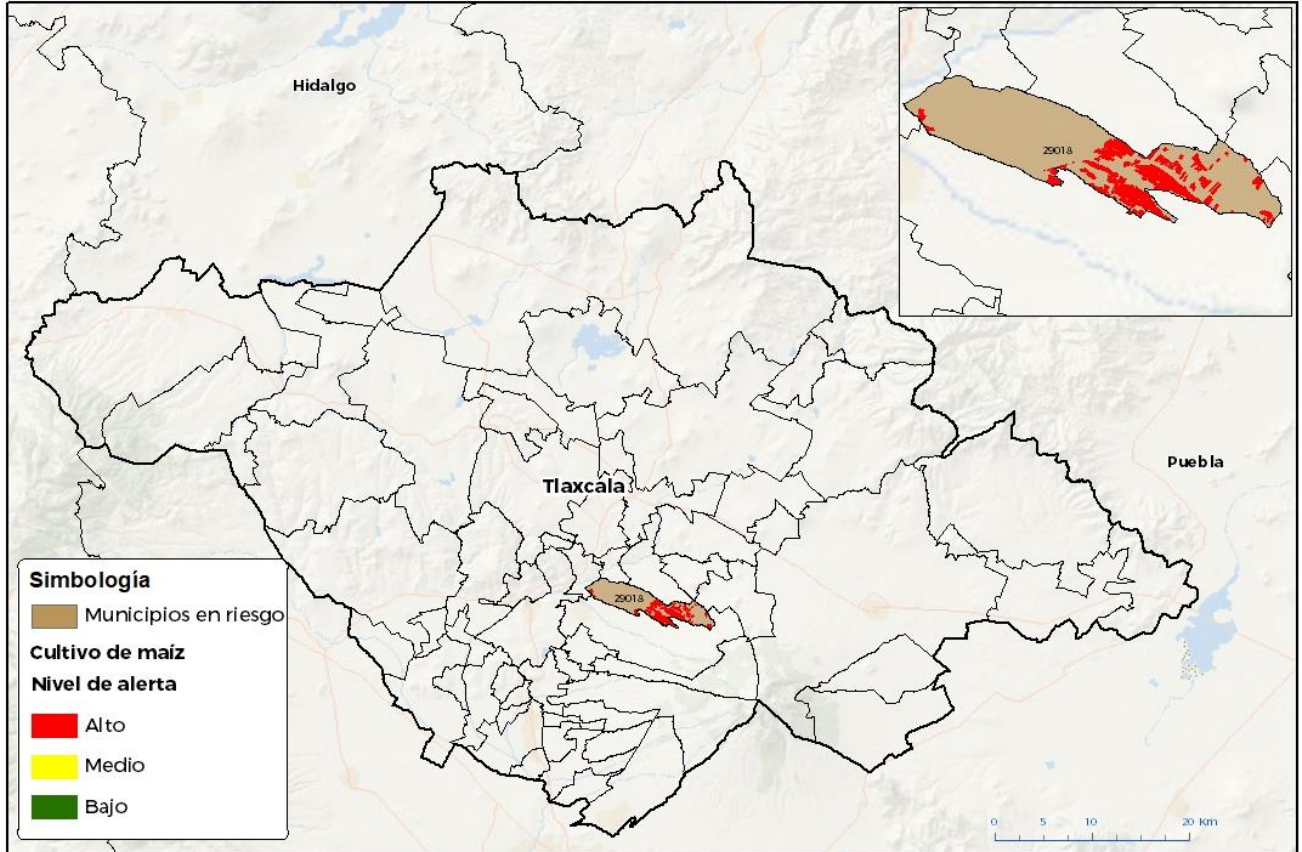 Hidalgo
29018
Puebla
Tlaxcala
29018
Simbología
Municipios en riesgo
Cultivo de maíz
Nivel de alerta
Alto
Medio
Bajo
0 5 10 20 Km